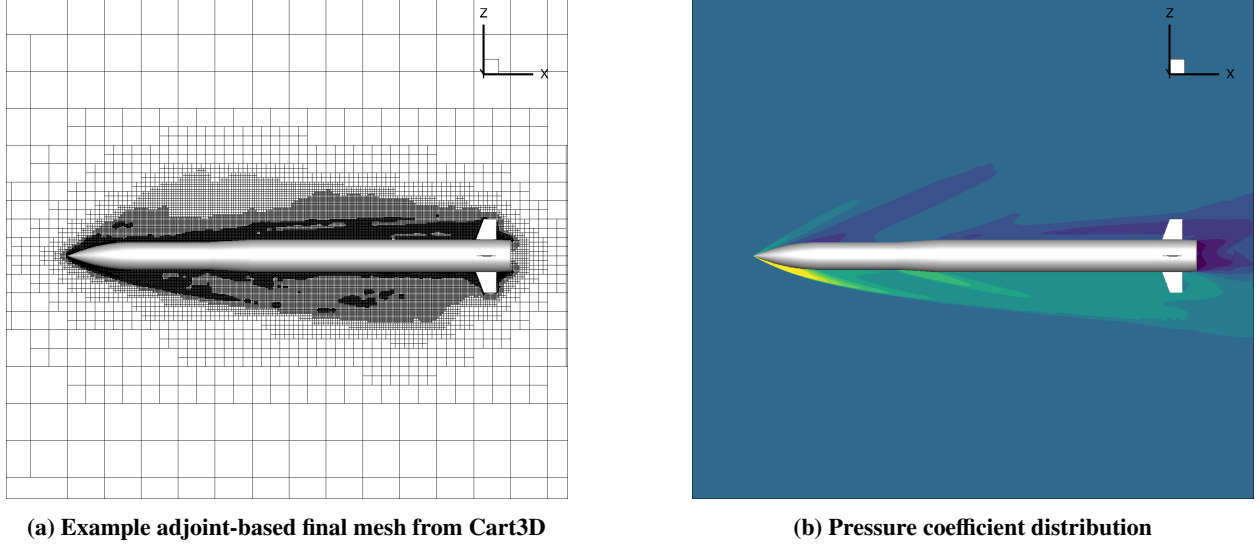 Z
Y
X
Z
Y
X
(a) Example adjoint-based final mesh from Cart3D
(b) Pressure coefficient distribution